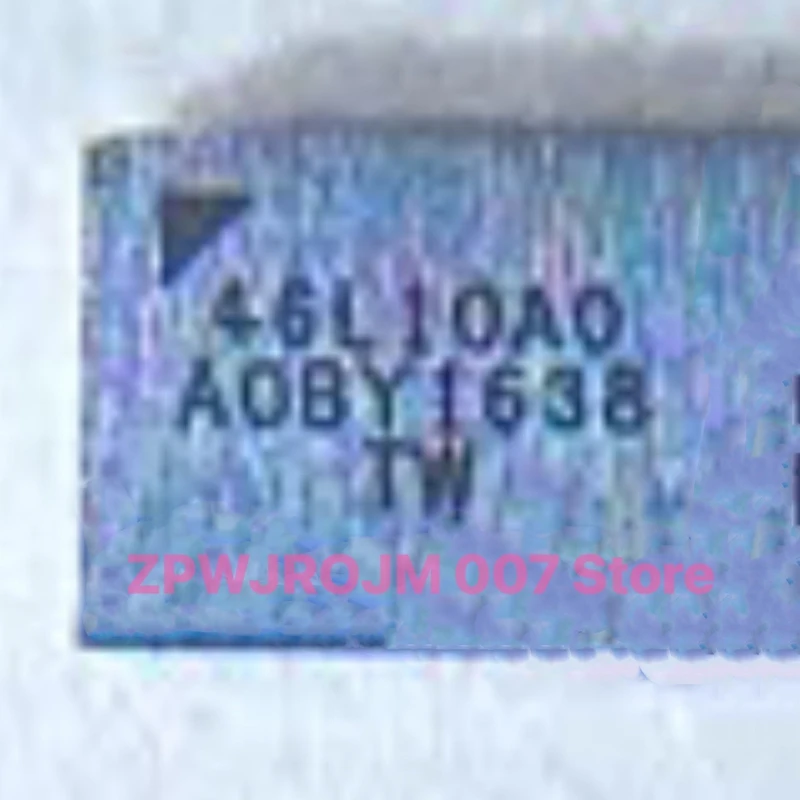 46L10A0
A0BY1638
TW
ZPWJROJM 007 Store